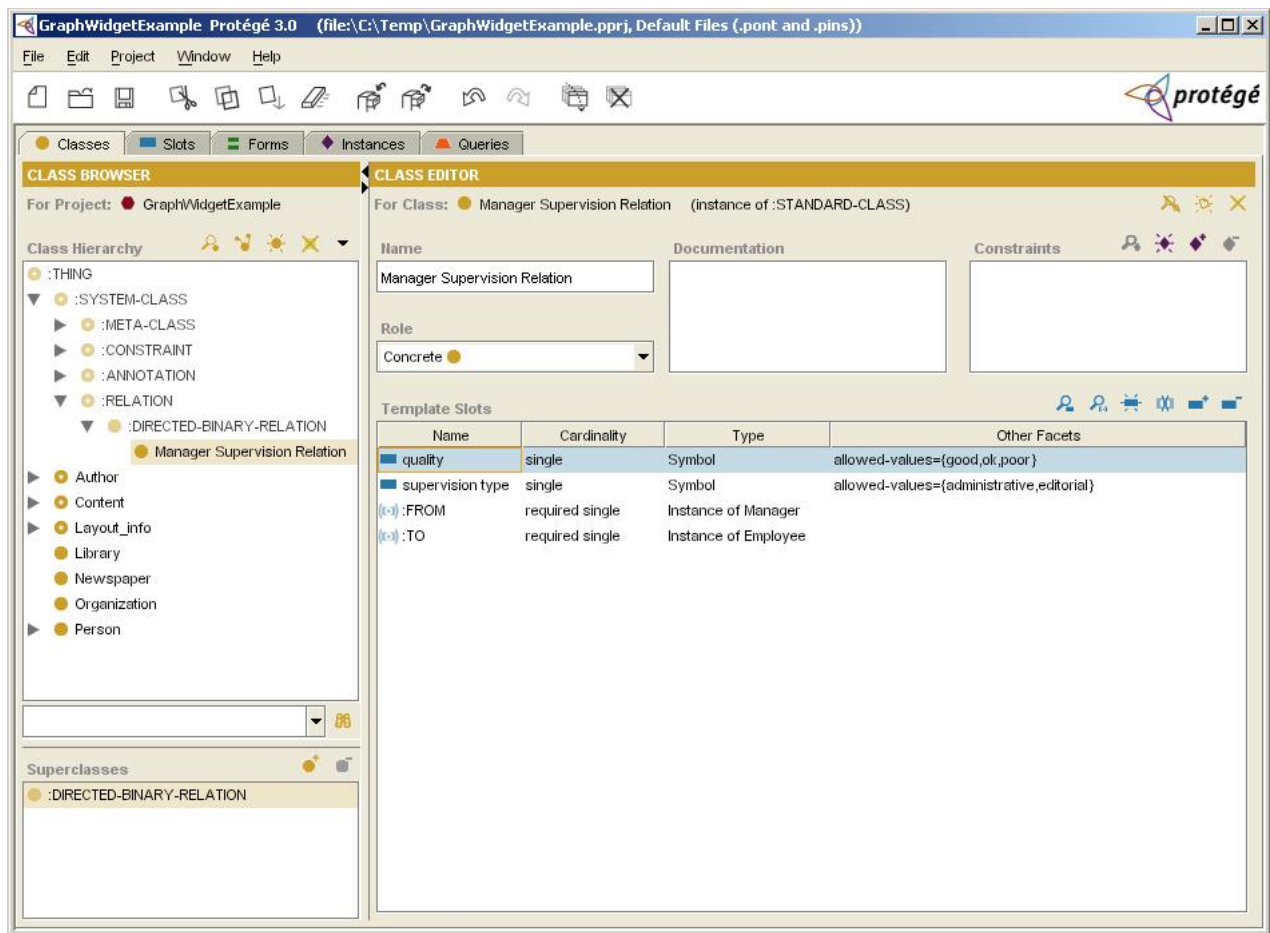 GraphWidgetExample Protégé 3.0 (file:\C:\Temp\GraphWidgetExample.pprj, Default Files (.pont and .pins))
File Edit Project Window Help
protégé
Classes Slots Forms Instances Queries
CLASS BROWSER
For Project: GraphWidgetExample
Class Hierarchy
:THING
:SYSTEM-CLASS
:META-CLASS
:CONSTRAINT
:ANNOTATION
:RELATION
:DIRECTED-BINARY-RELATION
Manager Supervision Relation
Author
Content
Layout_info
Library
Newspaper
Organization
Person
Superclasses
:DIRECTED-BINARY-RELATION
CLASS EDITOR
For Class: Manager Supervision Relation (instance of :STANDARD-CLASS)
Name Documentation Constraints
Manager Supervision Relation
Role
Concrete
Template Slots
Name Cardinality Type Other Facets
quality single Symbol allowed-values={good,ok,poor}
supervision type single Symbol allowed-values={administrative,editorial}
:FROM required single Instance of Manager
:TO required single Instance of Employee